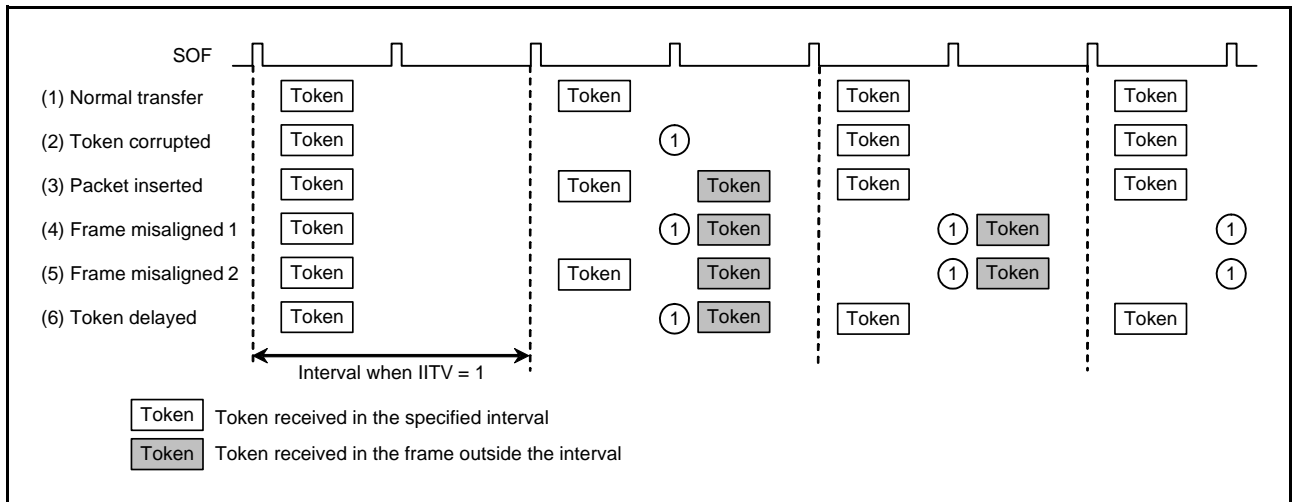 SOF
(1) Normal transfer Token Token Token Token
(2) Token corrupted Token 1 Token Token
(3) Packet inserted Token Token Token Token Token
(4) Frame misaligned 1 Token 1 Token 1 Token 1
(5) Frame misaligned 2 Token Token Token 1 Token 1
(6) Token delayed Token 1 Token Token Token
Interval when IITV = 1
Token Token received in the specified interval
Token Token received in the frame outside the interval